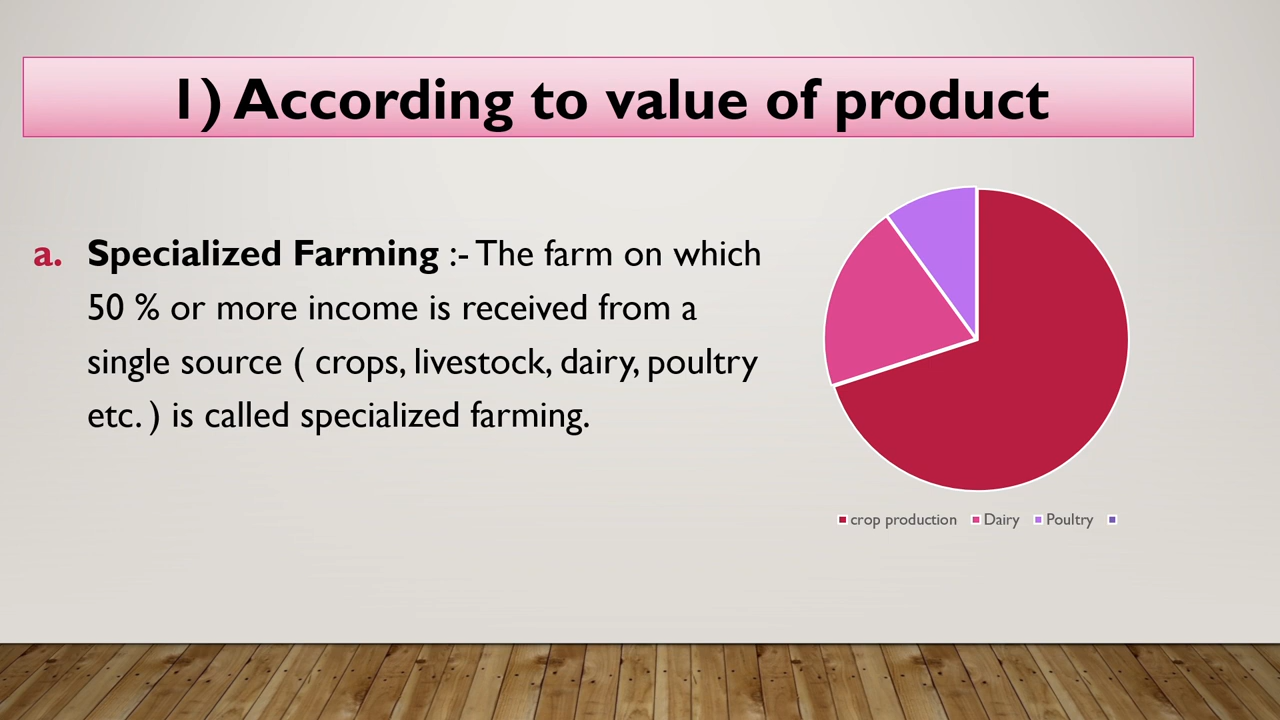 1) According to value of product
a. Specialized Farming :- The farm on which
50 % or more income is received from a
single source ( crops, livestock, dairy, poultry
etc. ) is called specialized farming.
crop production Dairy Poultry